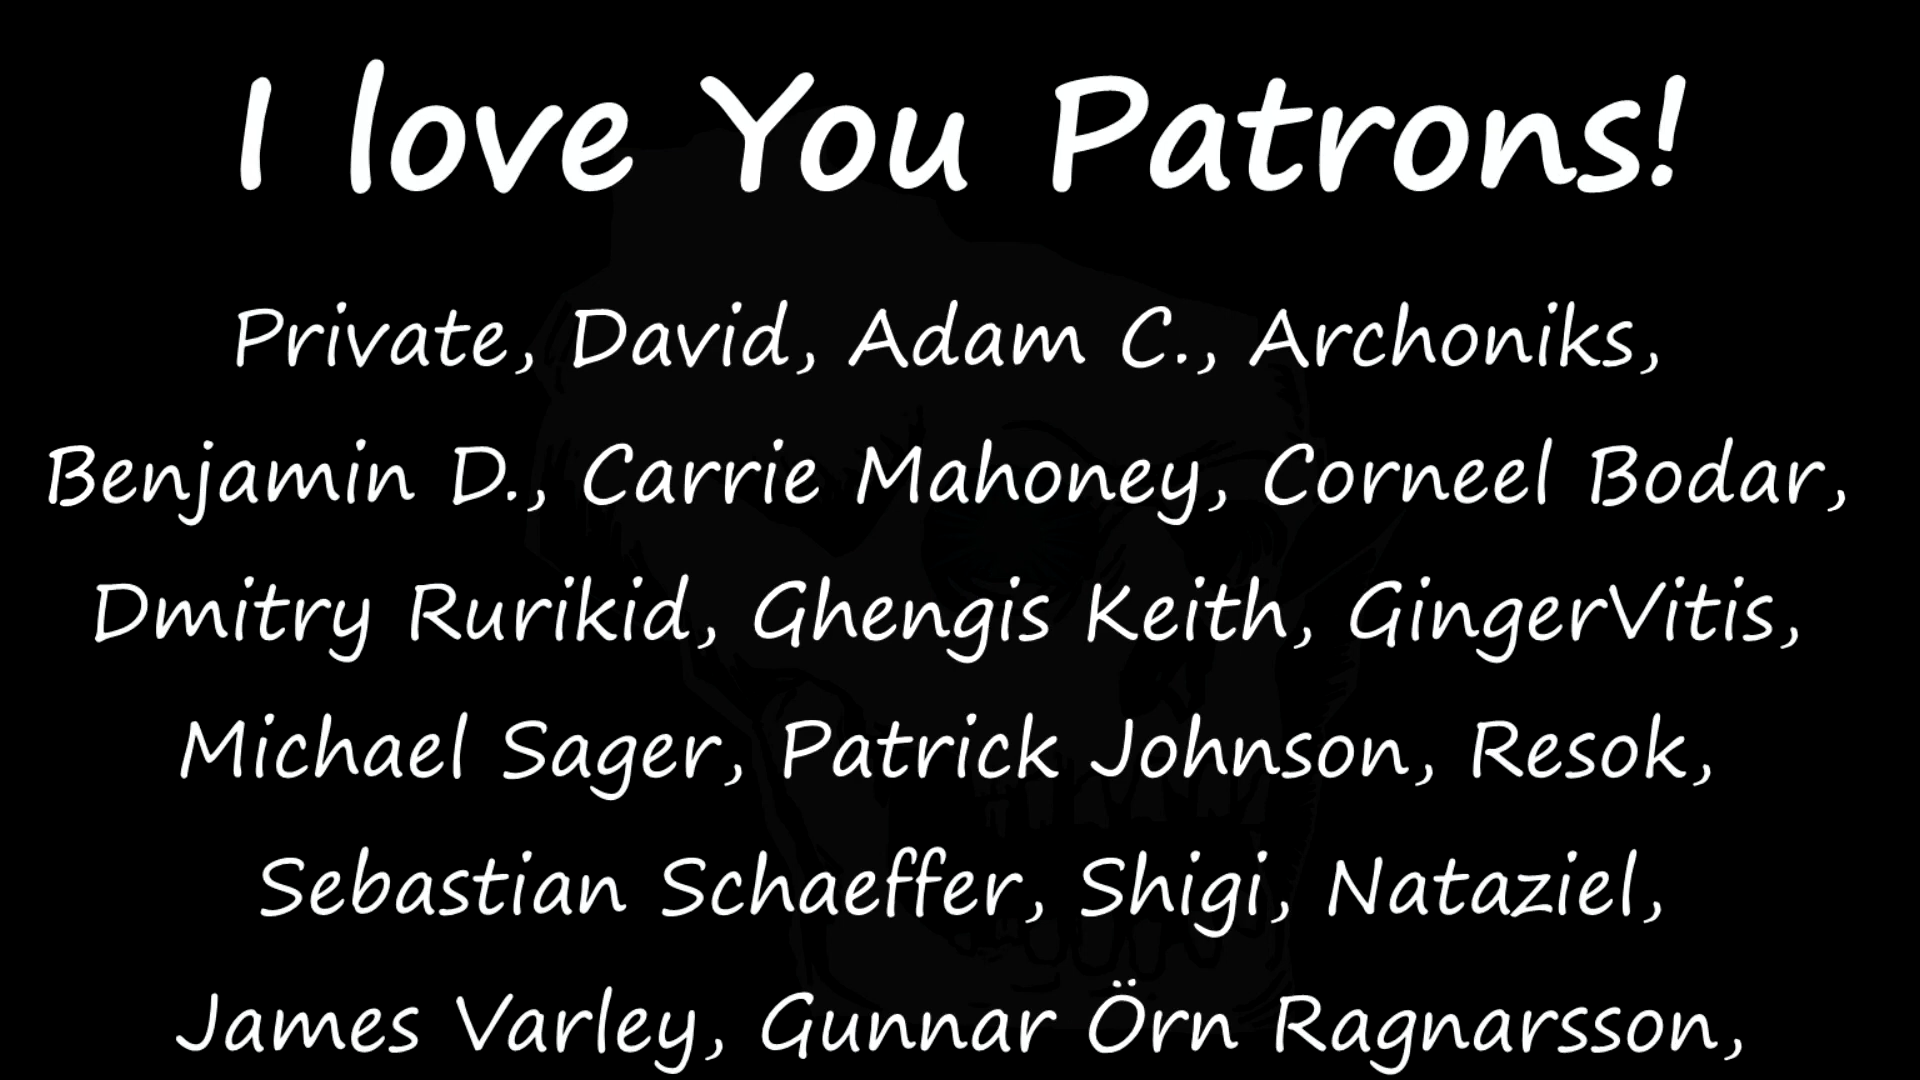 I love You Patrons!
Private, David, Adam C., Archoniks,
Benjamin D., Carrie Mahoney, Corneel Bodar,
Dmitry Rurikid, Ghengis Keith, GingerVitis,
Michael Sager, Patrick Johnson, Resok,
Sebastian Schaeffer, Shigi, Nataziel,
James Varley, Gunnar Örn Ragnarsson,